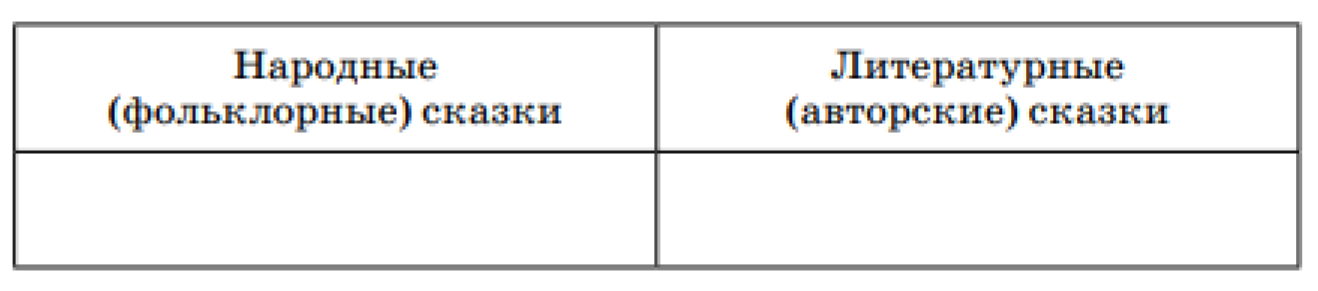 Народные
(фольклорные) сказки
Литературные
(авторские) сказки